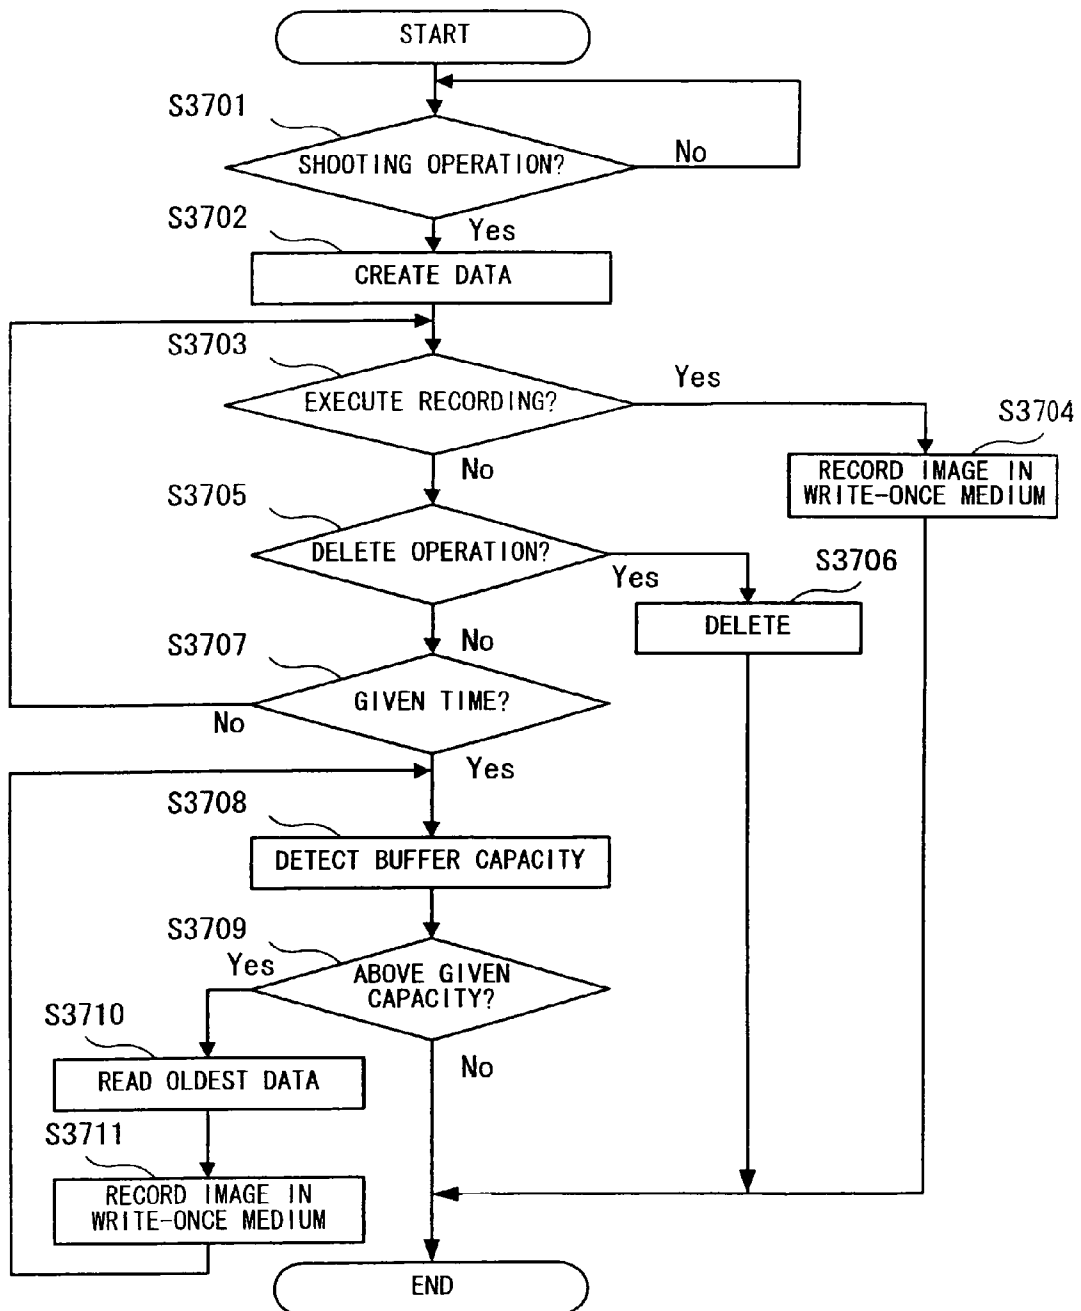 START
S3701
SHOOTING OPERATION?
No
S3702
Yes
CREATE DATA
S3703
EXECUTE RECORDING?
Yes
S3704
RECORD IMAGE IN
WRITE-ONCE MEDIUM
No
S3705
DELETE OPERATION?
Yes
S3706
DELETE
No
S3707
GIVEN TIME?
No
Yes
S3708
DETECT BUFFER CAPACITY
S3709
Yes
ABOVE GIVEN
CAPACITY?
S3710
No
READ OLDEST DATA
S3711
RECORD IMAGE IN
WRITE-ONCE MEDIUM
END